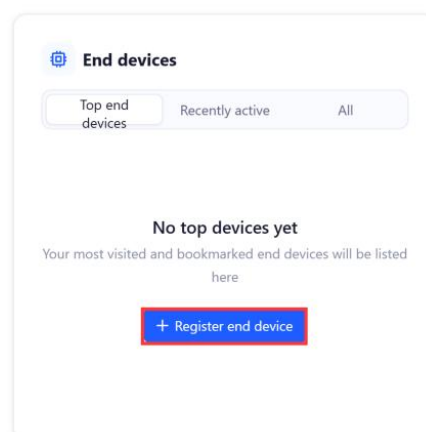 End devices
Top end
devices
Recently active
All
No top devices yet
Your most visited and bookmarked end devices will be listed
here
+ Register end device